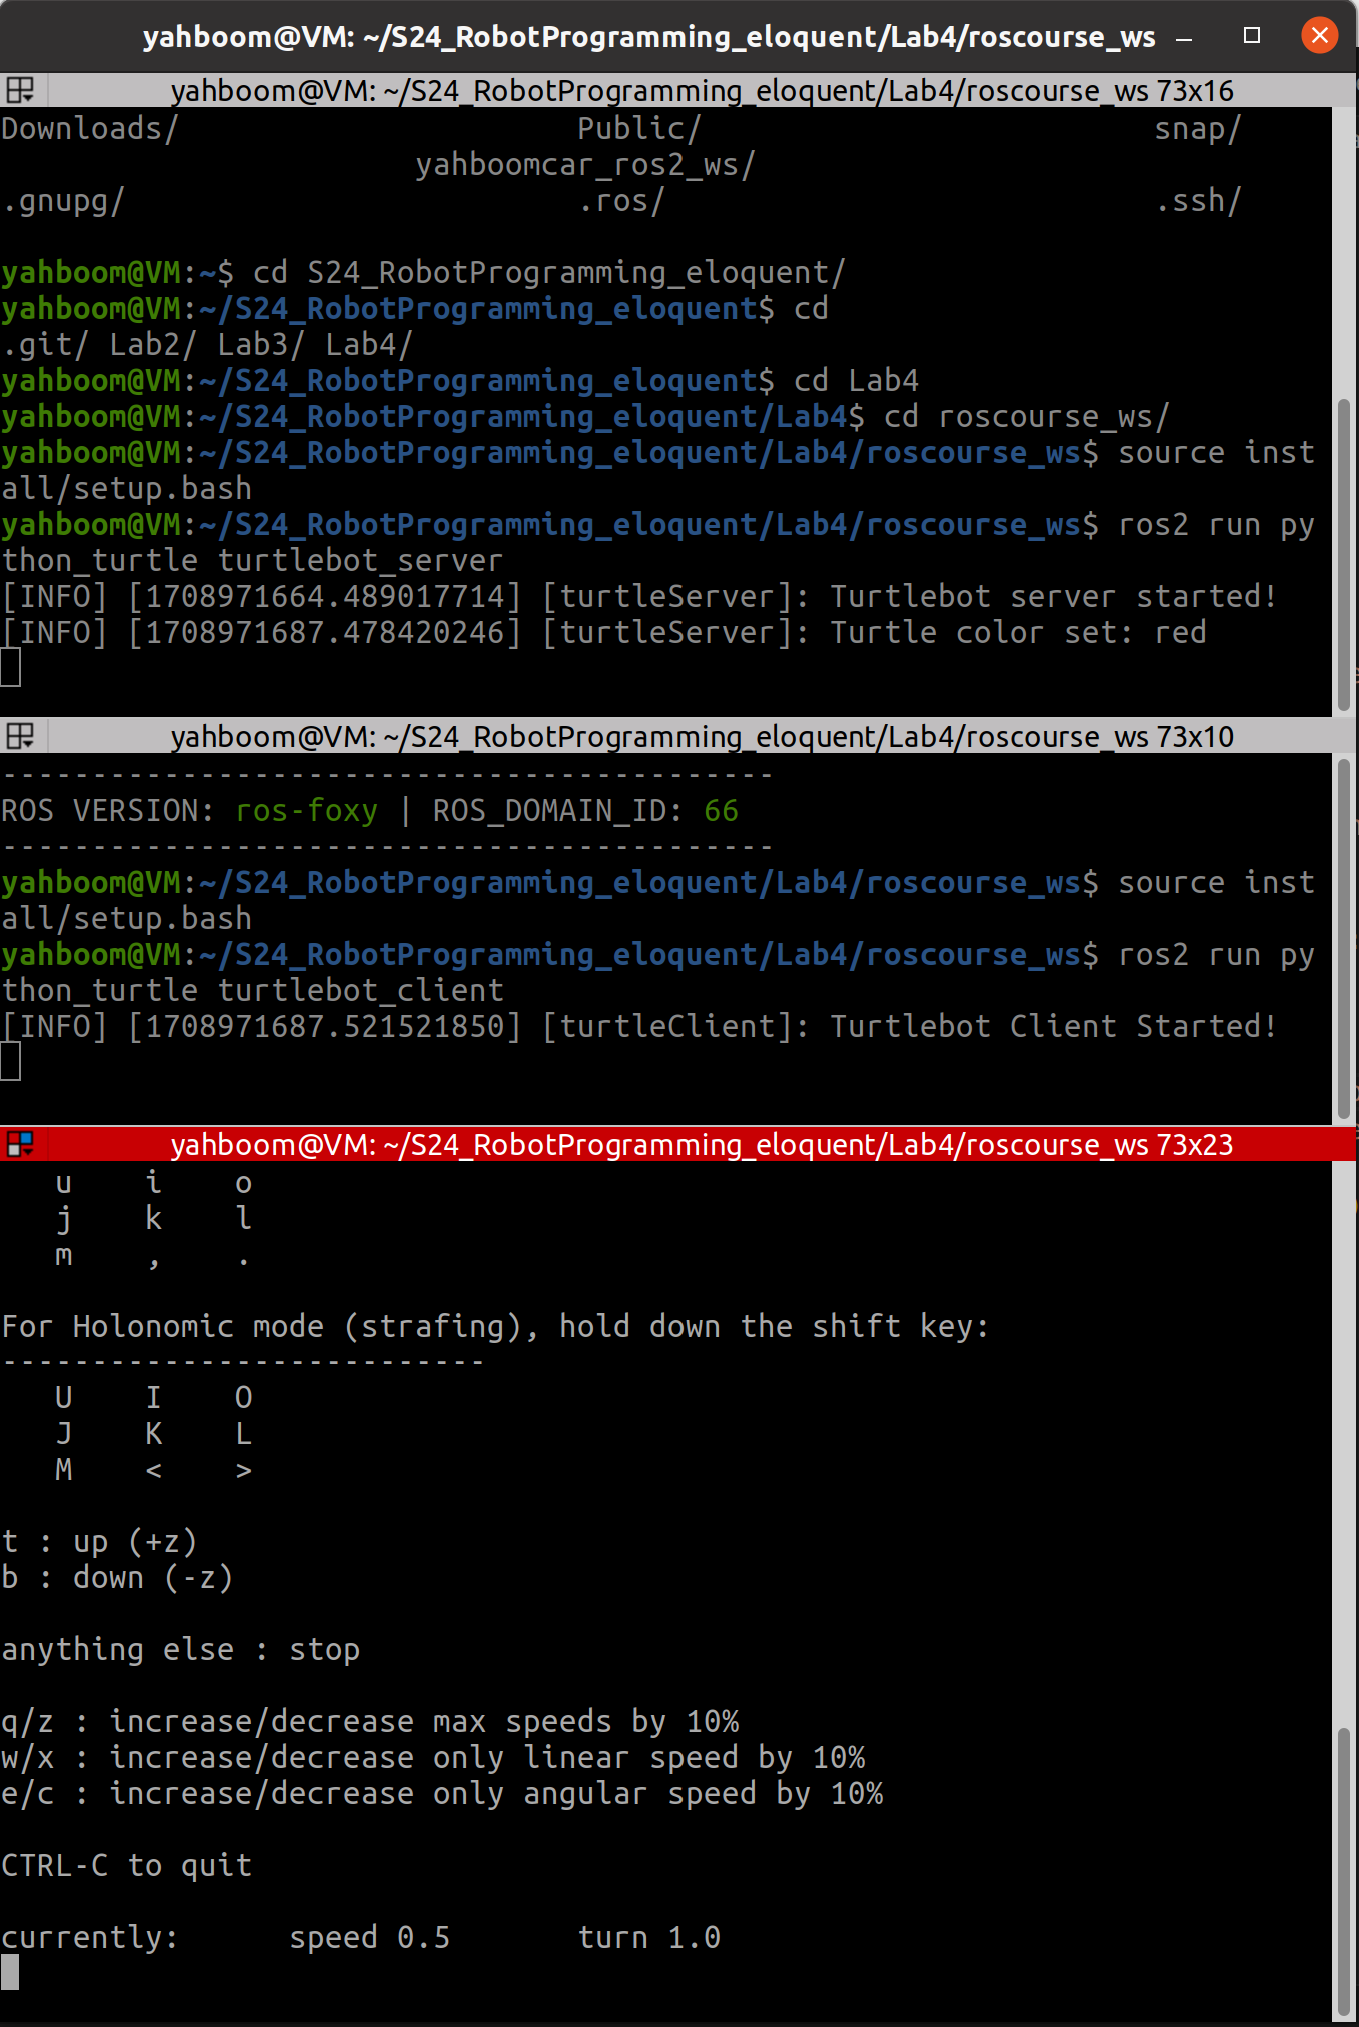 yahboom@VM: ~/S24_RobotProgramming_eloquent/Lab4/roscourse_ws
yahboom@VM: ~/S24_RobotProgramming_eloquent/Lab4/roscourse_ws 73x16
Downloads/ Public/ snap/
yahboomcar_ros2_ws/
.gnupg/ .ros/ .ssh/
yahboom@VM:~$ cd S24_RobotProgramming_eloquent/
yahboom@VM:~/S24_RobotProgramming_eloquent$ cd
.git/ Lab2/ Lab3/ Lab4/
yahboom@VM:~/S24_RobotProgramming_eloquent$ cd Lab4
yahboom@VM:~/S24_RobotProgramming_eloquent/Lab4$ cd roscourse_ws/
yahboom@VM:~/S24_RobotProgramming_eloquent/Lab4/roscourse_ws$ source inst
all/setup.bash
yahboom@VM:~/S24_RobotProgramming_eloquent/Lab4/roscourse_ws$ ros2 run py
thon_turtle turtlebot_server
[INFO] [1708971664.489017714] [turtleServer]: Turtlebot server started!
[INFO] [1708971687.478420246] [turtleServer]: Turtle color set: red
yahboom@VM: ~/S24_RobotProgramming_eloquent/Lab4/roscourse_ws 73x10
-------------------------------------------
ROS VERSION: ros-foxy | ROS_DOMAIN_ID: 66
-------------------------------------------
yahboom@VM:~/S24_RobotProgramming_eloquent/Lab4/roscourse_ws$ source inst
all/setup.bash
yahboom@VM:~/S24_RobotProgramming_eloquent/Lab4/roscourse_ws$ ros2 run py
thon_turtle turtlebot_client
[INFO] [1708971687.521521850] [turtleClient]: Turtlebot Client Started!
yahboom@VM: ~/S24_RobotProgramming_eloquent/Lab4/roscourse_ws 73x23
u i o
j k l
m , .
For Holonomic mode (strafing), hold down the shift key:
---------------------------
U I O
J K L
M < >
t : up (+z)
b : down (-z)
anything else : stop
q/z : increase/decrease max speeds by 10%
w/x : increase/decrease only linear speed by 10%
e/c : increase/decrease only angular speed by 10%
CTRL-C to quit
currently: speed 0.5 turn 1.0